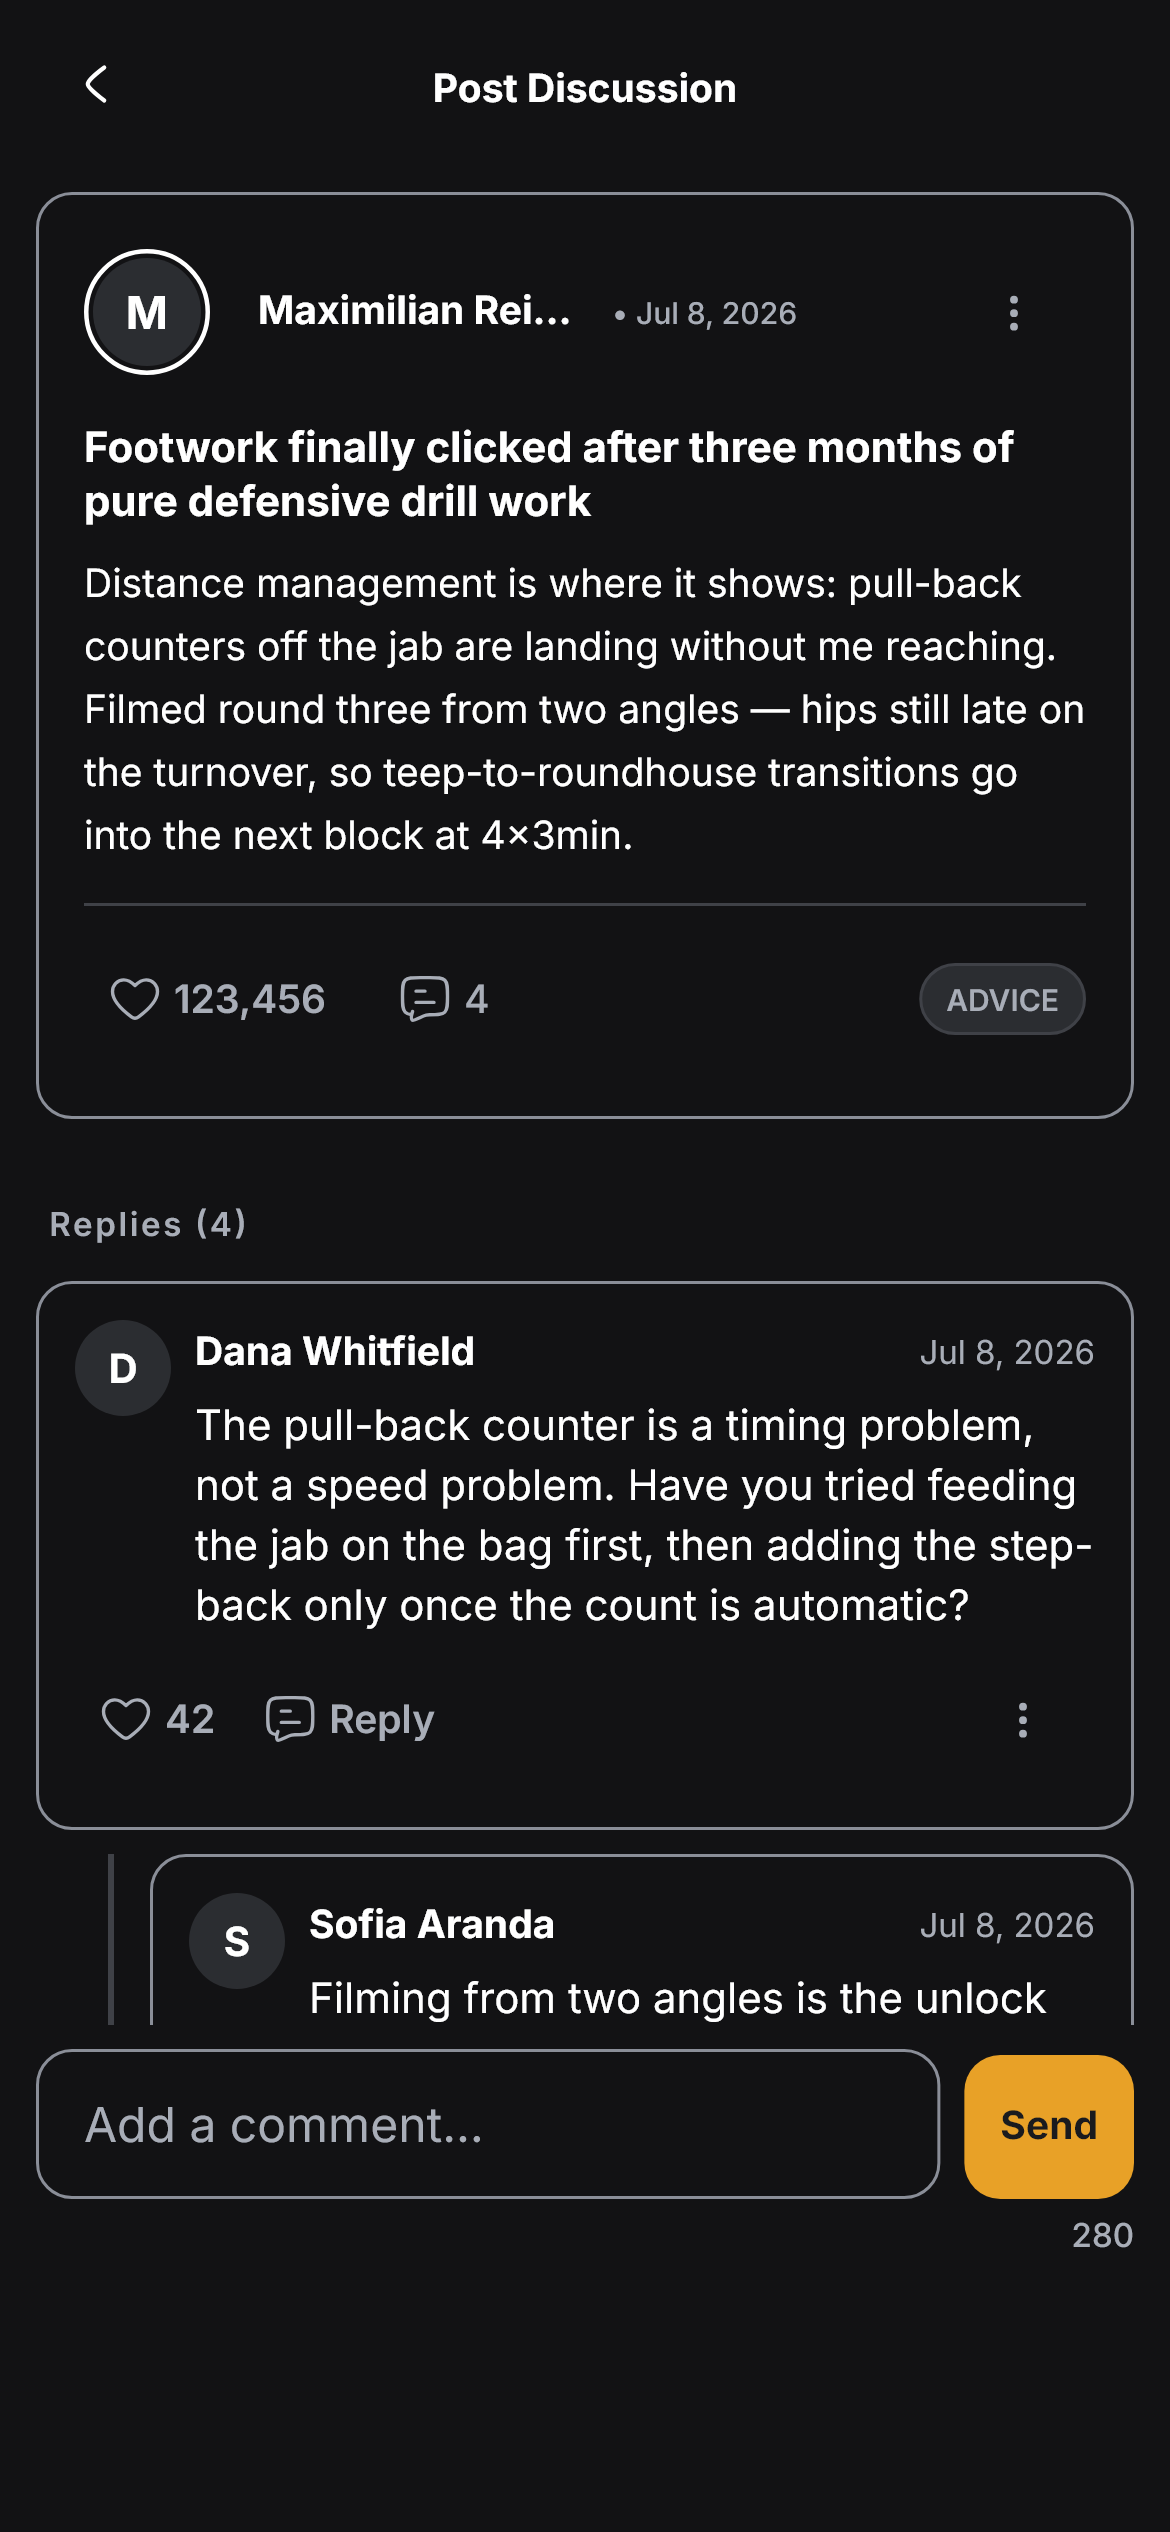 Post Discussion
M
Maximilian Rei... • Jul 8, 2026
Footwork finally clicked after three months of
pure defensive drill work
Distance management is where it shows: pull-back
counters off the jab are landing without me reaching.
Filmed round three from two angles — hips still late on
the turnover, so teep-to-roundhouse transitions go
into the next block at 4×3min.
123,456 4 ADVICE
Replies (4)
D
Dana Whitfield Jul 8, 2026
The pull-back counter is a timing problem,
not a speed problem. Have you tried feeding
the jab on the bag first, then adding the step-
back only once the count is automatic?
42 Reply
S
Sofia Aranda Jul 8, 2026
Filming from two angles is the unlock
Add a comment... Send
280